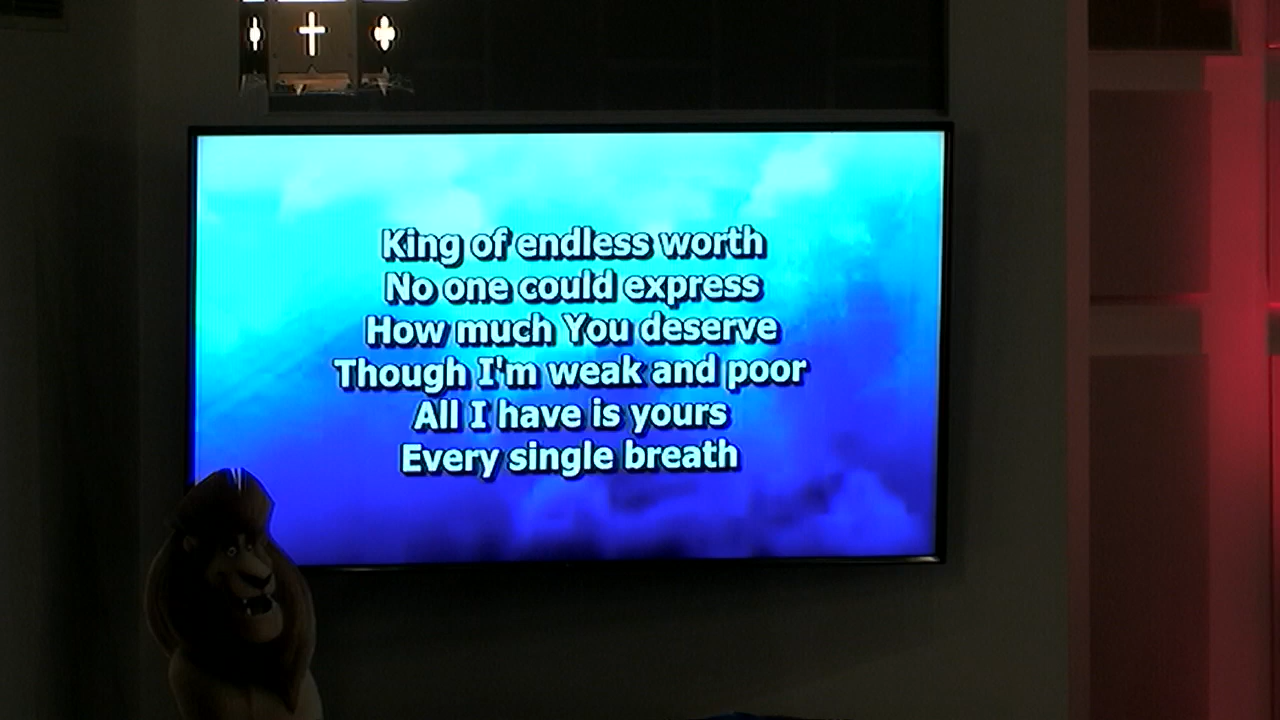 King of endless worth
No one could express
How much You deserve
Though I'm weak and poor
All I have is yours
Every single breath